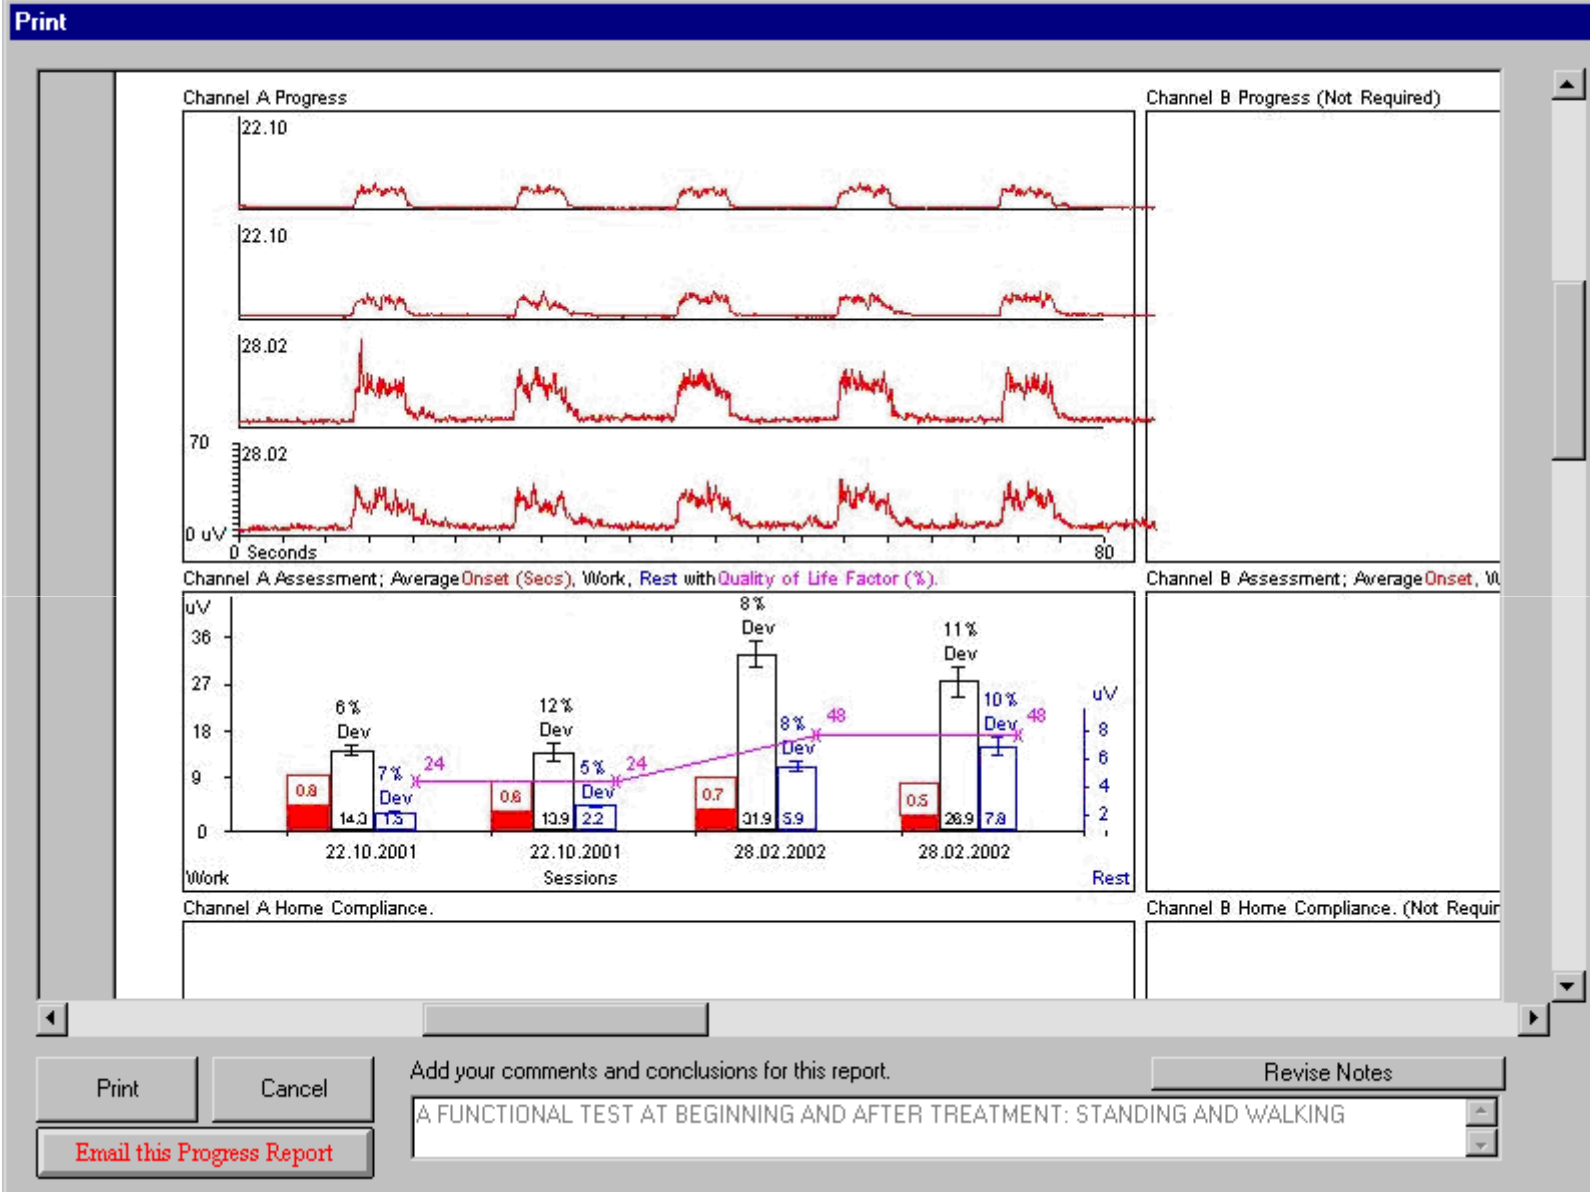 Print
Channel A Progress
Channel B Progress (Not Required)
22.10
22.10
28.02
70
28.02
0 uV
0 Seconds
80
Channel A Assessment; Average Onset (Secs), Work, Rest with Quality of Life Factor (%).
Channel B Assessment; Average Onset, W
uV
36
27
18
9
0
6 %
Dev
7 %
Dev
24
0.8
14.3
1.5
12 %
Dev
5 %
Dev
24
0.6
13.9
2.2
8 %
Dev
8 %
Dev
48
0.7
31.9
5.9
11 %
Dev
10 %
Dev
48
0.5
26.9
7.8
uV
8
6
4
2
22.10.2001
22.10.2001
28.02.2002
28.02.2002
Work
Sessions
Rest
Channel A Home Compliance.
Channel B Home Compliance. (Not Requir
Print
Cancel
Email this Progress Report
Add your comments and conclusions for this report.
Revise Notes
A FUNCTIONAL TEST AT BEGINNING AND AFTER TREATMENT: STANDING AND WALKING